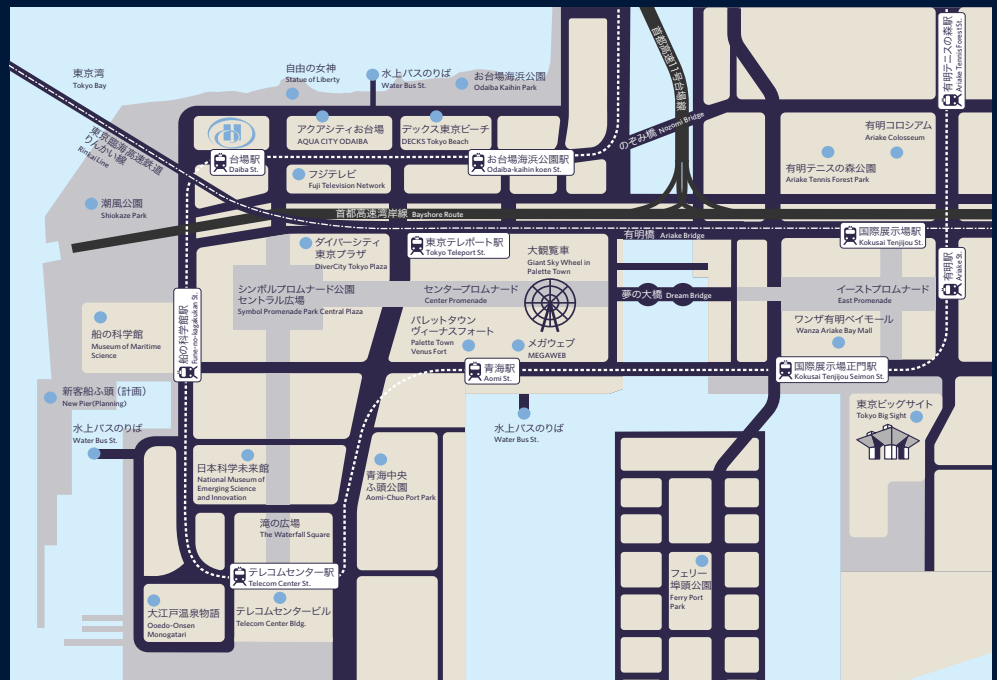 東京湾
Tokyo Bay
自由の女神
Statue of Liberty
水上バスのりば
Water Bus St.
お台場海浜公園
Odaiba Kaihin Park
首都高速11号台場線
有明テニスの森駅
Ariake Tennis Forest St.
東京臨海高速鉄道
りんかい線
Rinkai Line
アクアシティお台場
AQUA CITY ODAIBA
デックス東京ビーチ
DECKS Tokyo Beach
のぞみ橋 Nozomi Bridge
有明コロシアム
Ariake Colosseum
台場駅
Daiba St.
お台場海浜公園駅
Odaiba-kaihin koen St.
有明テニスの森公園
Ariake Tennis Forest Park
フジテレビ
Fuji Television Network
潮風公園
Shiokaze Park
首都高速湾岸線 Bayshore Route
ダイバーシティ
東京プラザ
DiverCity Tokyo Plaza
東京テレポート駅
Tokyo Teleport St.
大観覧車
Giant Sky Wheel in
Palette Town
有明橋 Ariake Bridge
国際展示場駅
Kokusai Tenjijou St.
有明駅
Ariake St.
シンボルプロムナード公園
セントラル広場
Symbol Promenade Park Central Plaza
センタープロムナード
Center Promenade
夢の大橋 Dream Bridge
イーストプロムナード
East Promenade
船の科学館
Museum of Maritime
Science
船の科学館駅
Fune-no-kagakukan St.
パレットタウン
ヴィーナスフォート
Palette Town
Venus Fort
メガウェブ
MEGAWEB
ワンザ有明ベイモール
Wanza Ariake Bay Mall
青海駅
Aomi St.
国際展示場正門駅
Kokusai Tenjijou Seimon St.
新客船ふ頭（計画）
New Pier(Planning)
水上バスのりば
Water Bus St.
水上バスのりば
Water Bus St.
東京ビッグサイト
Tokyo Big Sight
日本科学未来館
National Museum of
Emerging Science
and Innovation
青海中央
ふ頭公園
Aomi-Chuo Port Park
滝の広場
The Waterfall Square
テレコムセンター駅
Telecom Center St.
フェリー
埠頭公園
Ferry Port
Park
大江戸温泉物語
Ooedo-Onsen
Monogatari
テレコムセンタービル
Telecom Center Bldg.